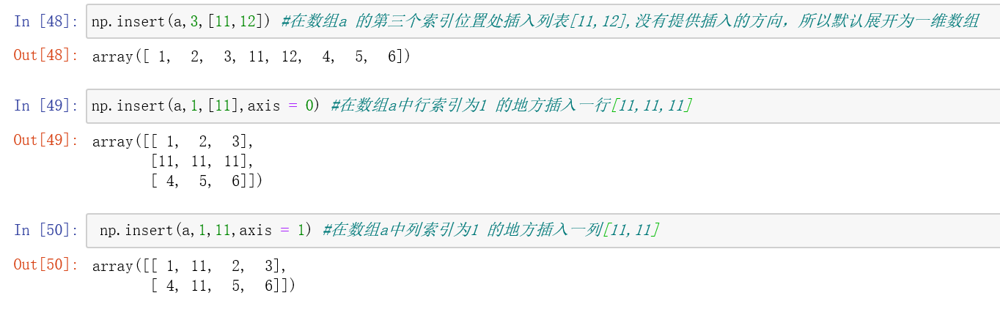 In [48]: np.insert(a,3,[11,12]) #在数组a 的第三个索引位置处插入列表[11,12],没有提供插入的方向，所以默认展开为一维数组
Out[48]: array([ 1,  2,  3, 11, 12,  4,  5,  6])
In [49]: np.insert(a,1,[11],axis = 0) #在数组a中行索引为1 的地方插入一行[11,11,11]
Out[49]: array([[ 1,  2,  3],
[11, 11, 11],
[ 4,  5,  6]])
In [50]: np.insert(a,1,11,axis = 1) #在数组a中列索引为1 的地方插入一列[11,11]
Out[50]: array([[ 1, 11,  2,  3],
[ 4, 11,  5,  6]])